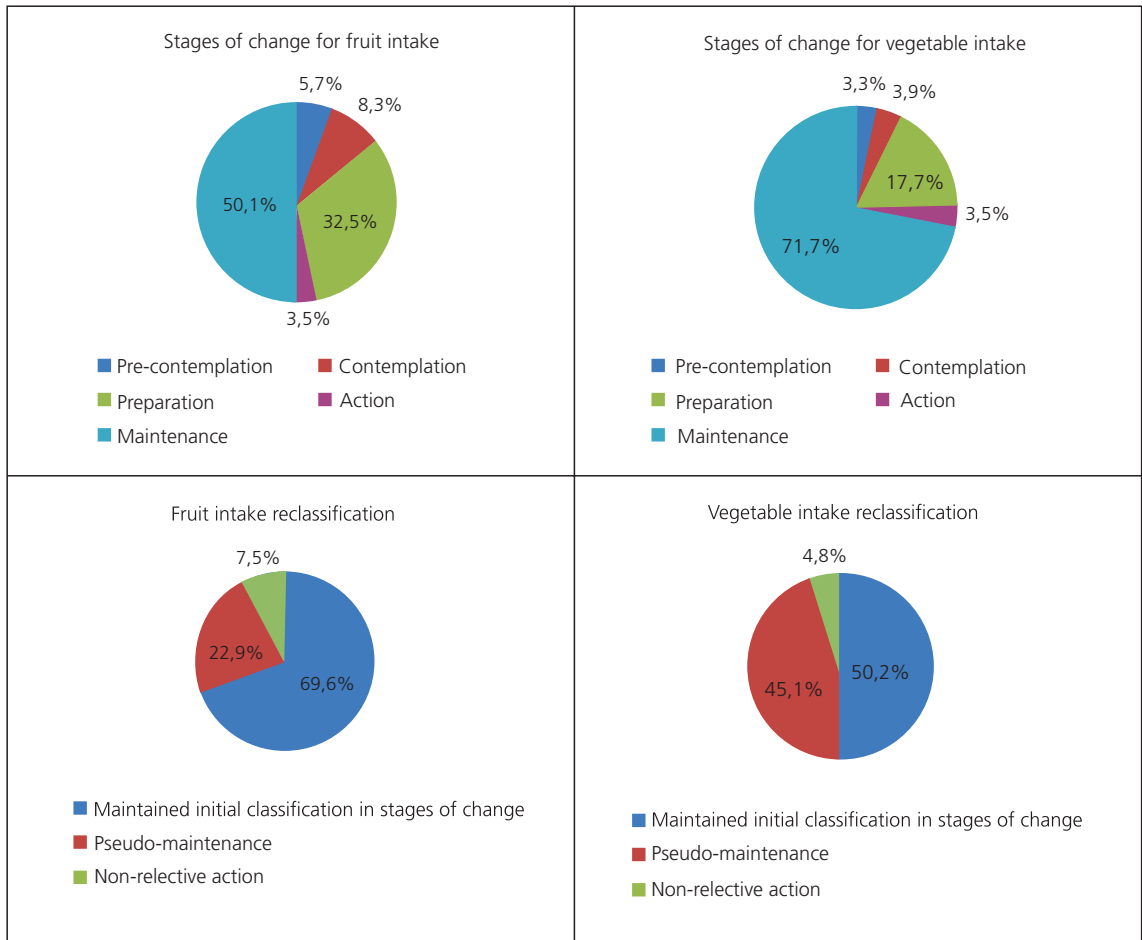 Stages of change for fruit intake
5,7%
8,3%
50,1%
32,5%
3,5%
Pre-contemplation Contemplation
Preparation Action
Maintenance
Stages of change for vegetable intake
3,3%
3,9%
17,7%
3,5%
71,7%
Pre-contemplation Contemplation
Preparation Action
Maintenance
Fruit intake reclassification
7,5%
22,9%
69,6%
Maintained initial classification in stages of change
Pseudo-maintenance
Non-relective action
Vegetable intake reclassification
4,8%
45,1%
50,2%
Maintained initial classification in stages of change
Pseudo-maintenance
Non-relective action